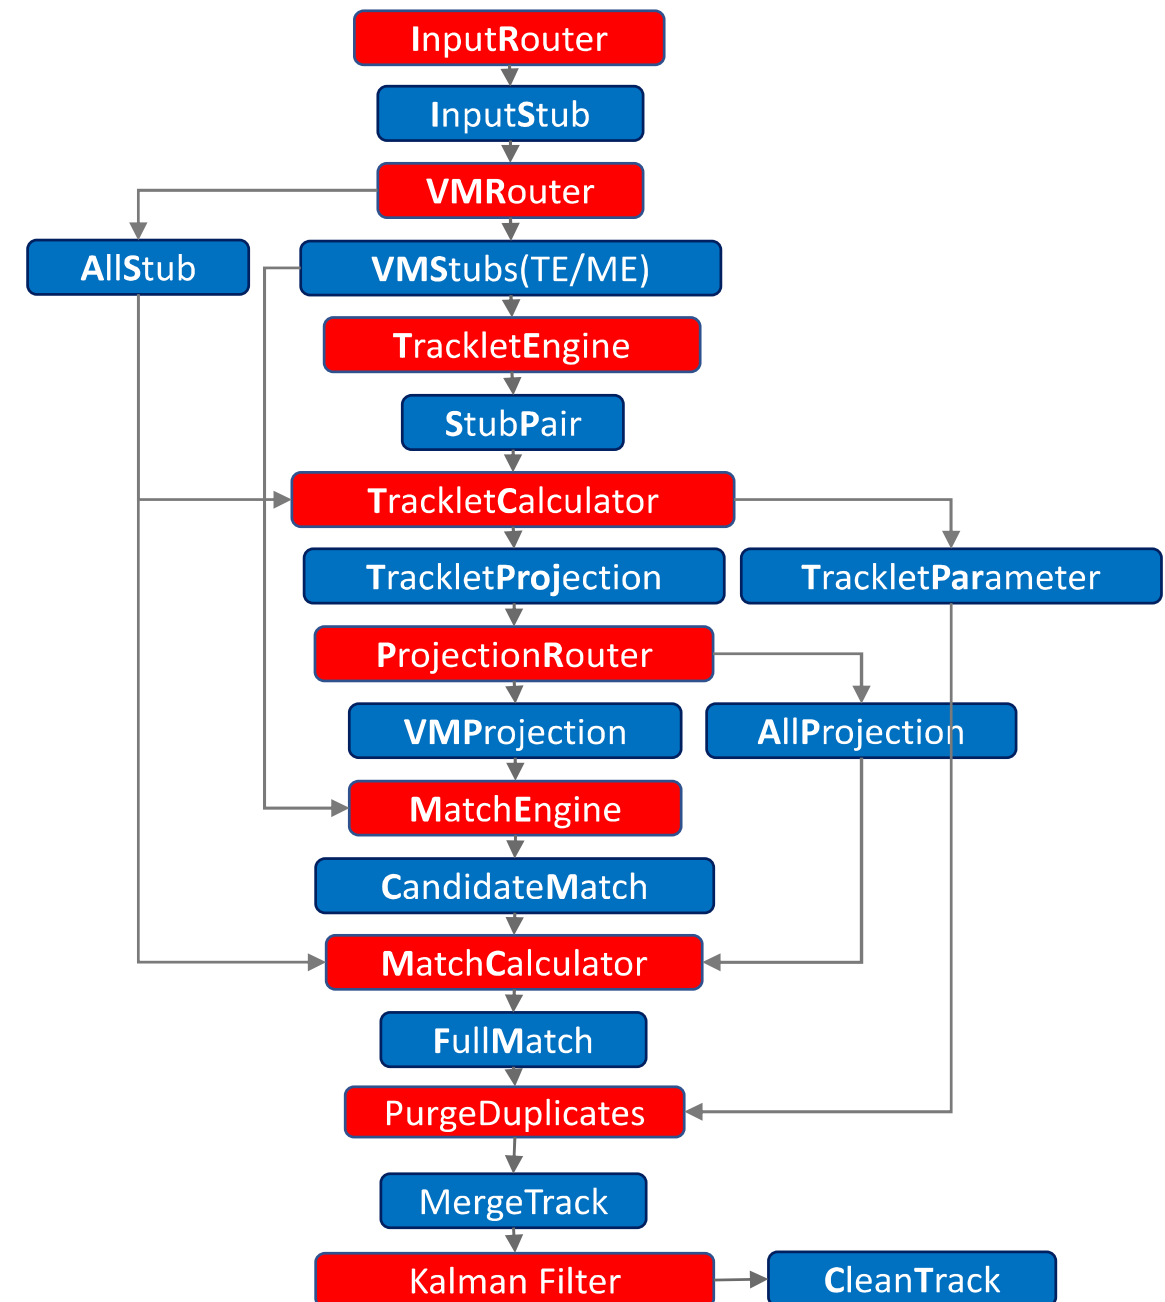 InputRouter
InputStub
VMRouter
AllStub
VMStubs(TE/ME)
TrackletEngine
StubPair
TrackletCalculator
TrackletProjection
TrackletParameter
ProjectionRouter
VMProjection
AllProjection
MatchEngine
CandidateMatch
MatchCalculator
FullMatch
PurgeDuplicates
MergeTrack
Kalman Filter
CleanTrack